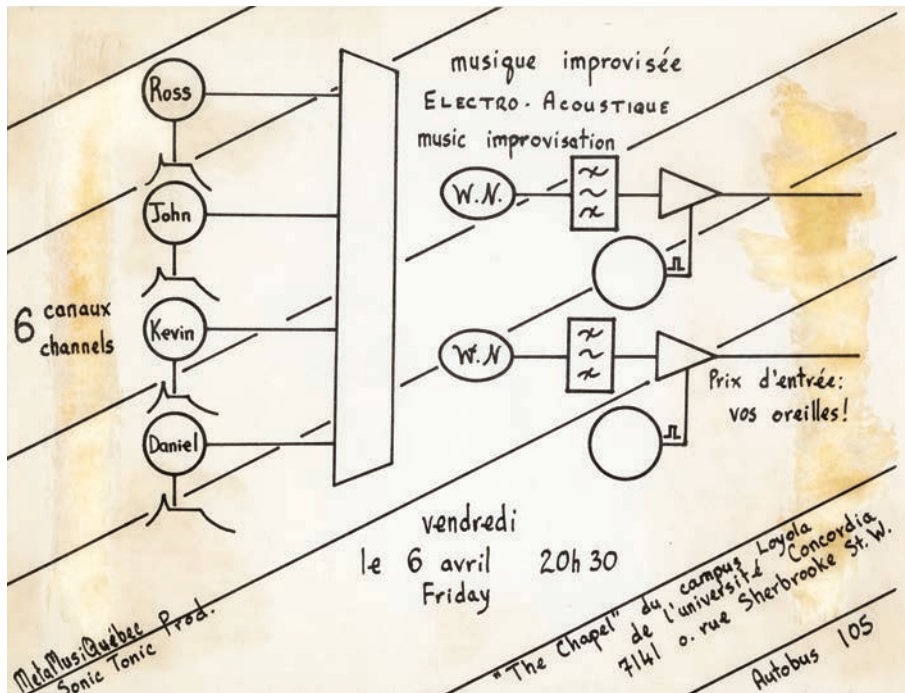 musique improvisée
ELECTRO-ACOUSTIQUE
music improvisation
Ross
John
Kevin
Daniel
6 canaux
channels
W.N.
W.N
Prix d'entrée:
vos oreilles!
vendredi
le 6 avril 20h30
Friday
MetaMusiQuébec
Sonic Tonic Prod.
"The Chapel" du campus Loyola
de l'université Concordia
7141 o. rue Sherbrooke St. W.
Autobus 105